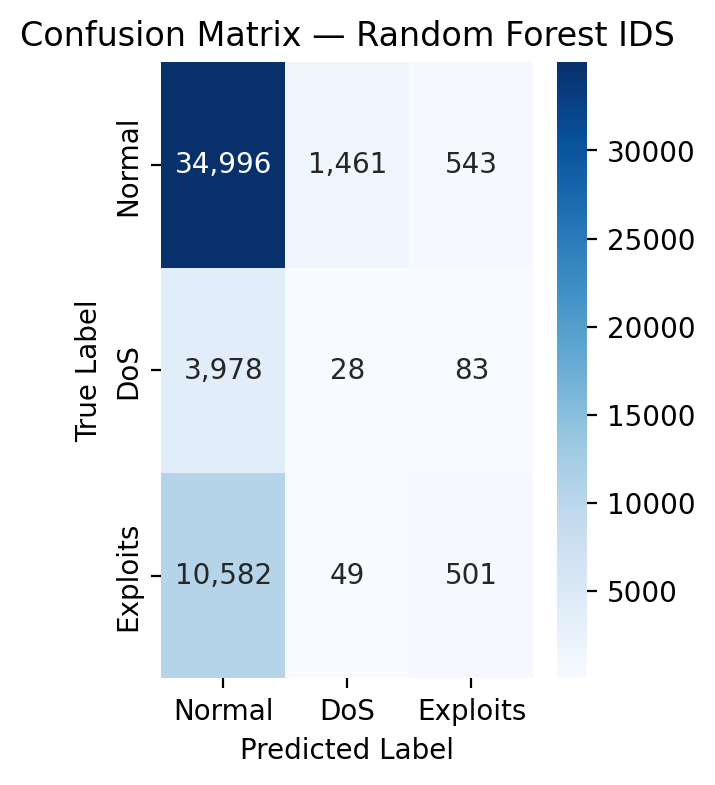 Confusion Matrix — Random Forest IDS
True Label
Normal
34,996 1,461 543
DoS
3,978 28 83
Exploits
10,582 49 501
Normal DoS Exploits
Predicted Label
30000
25000
20000
15000
10000
5000